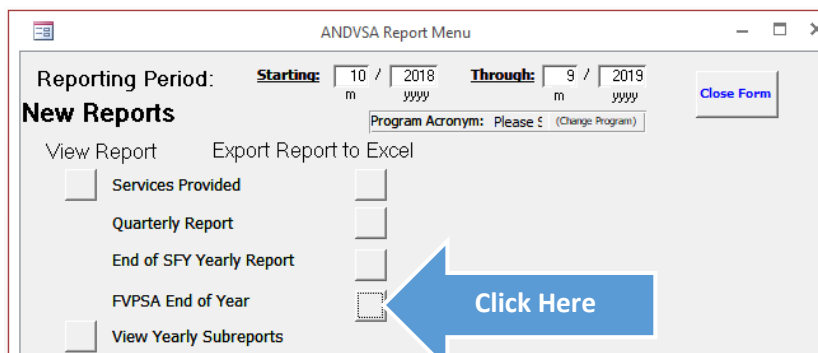 ANDVSA Report Menu
Reporting Period: Starting: 10 / 2018 Through: 9 / 2019
m yyyy m yyyy
Close Form
New Reports
Program Acronym: Please S (Change Program)
View Report Export Report to Excel
Services Provided
Quarterly Report
End of SFY Yearly Report
FVPSA End of Year
Click Here
View Yearly Subreports